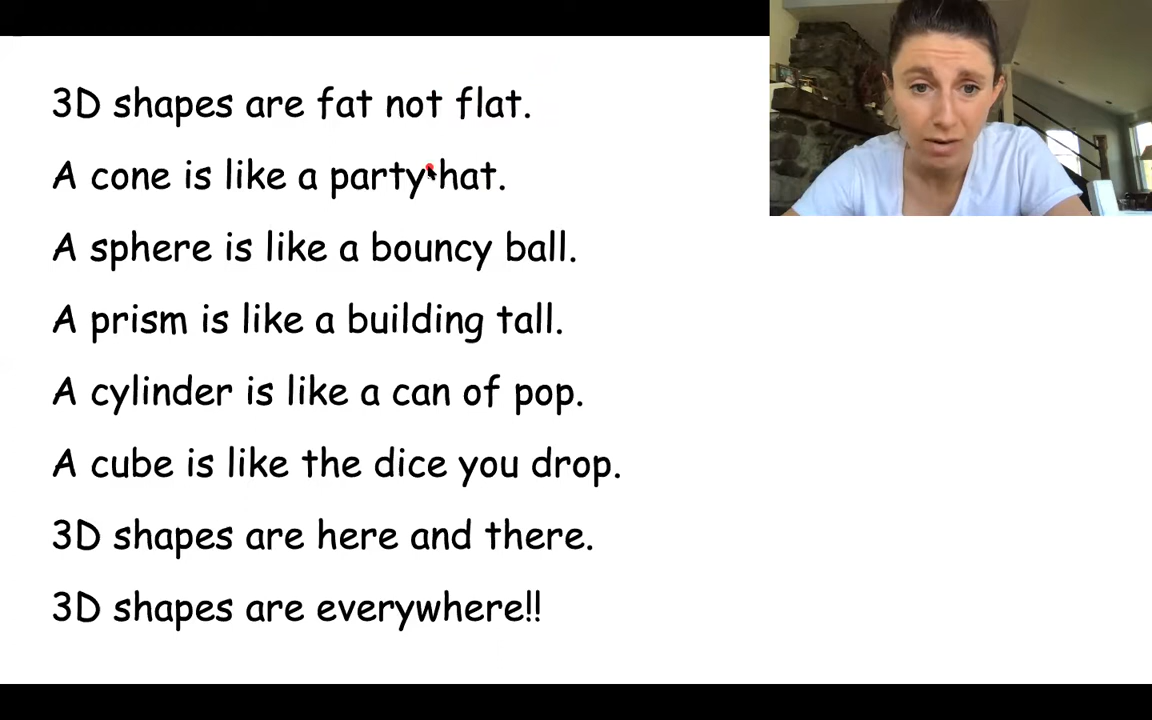 3D shapes are fat not flat.
A cone is like a party hat.
A sphere is like a bouncy ball.
A prism is like a building tall.
A cylinder is like a can of pop.
A cube is like the dice you drop.
3D shapes are here and there.
3D shapes are everywhere!!